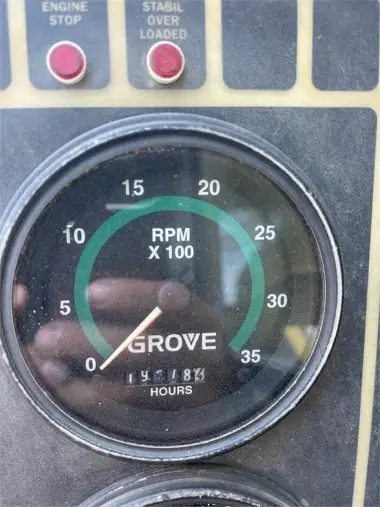 ENGINE
STOP
STABIL
OVER
LOADED
15
20
10
25
RPM
X 100
5
30
GROVE
0
35
HOURS